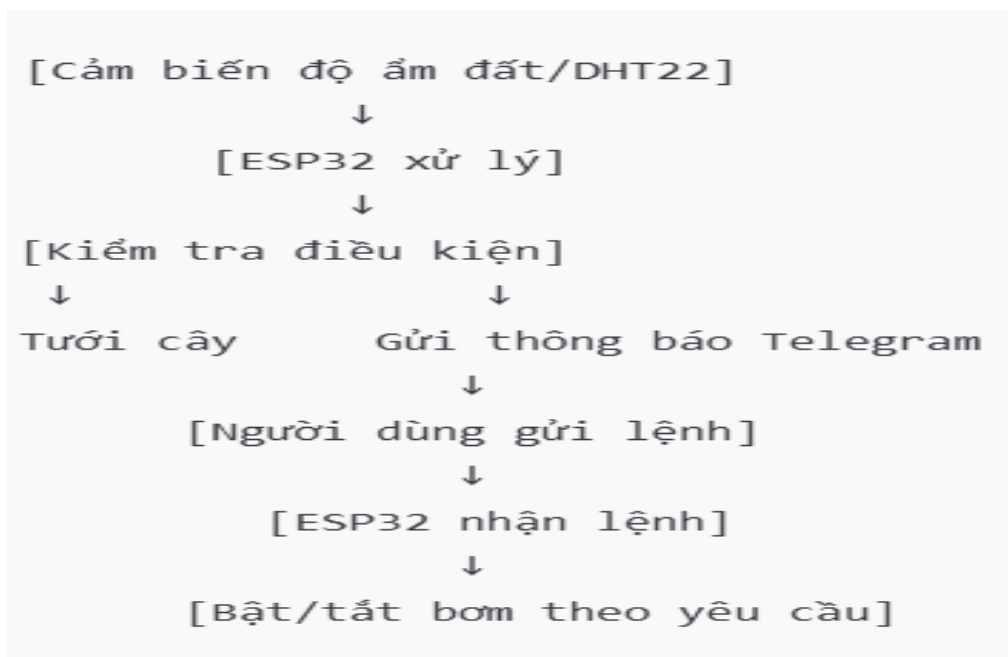 [Cảm biến độ ẩm đất/DHT22]
↓
[ESP32 xử lý]
↓
[Kiểm tra điều kiện]
↓ ↓
Tưới cây Gửi thông báo Telegram
↓
[Người dùng gửi lệnh]
↓
[ESP32 nhận lệnh]
↓
[Bật/tắt bơm theo yêu cầu]